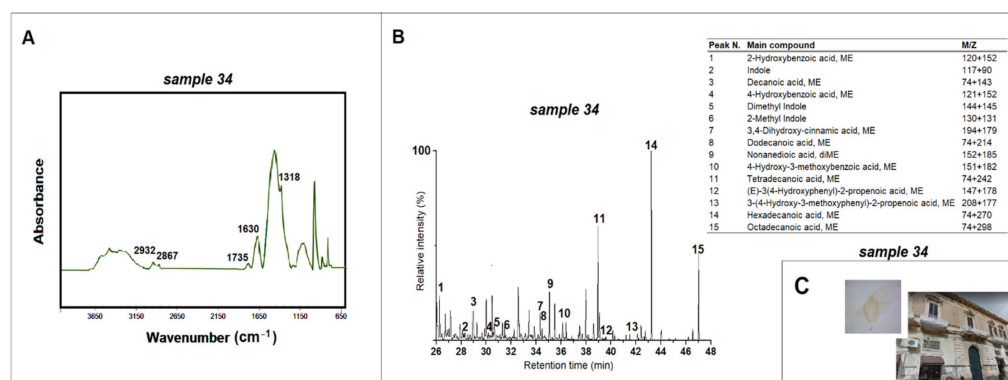 A
sample 34
Absorbance
2932
2867
1735
1630
1318
3650
3150
2650
2150
1650
1150
650
Wavenumber (cm⁻¹)
B
sample 34
Relative intensity (%)
100
1
2
3
4
5
6
7
8
9
10
11
12
13
14
15
26 28 30 32 34 36 38 40 42 44 46 48
Retention time (min)
Peak N. Main compound M/Z
1 2-Hydroxybenzoic acid, ME 120+152
2 Indole 117+90
3 Decanoic acid, ME 74+143
4 4-Hydroxybenzoic acid, ME 121+152
5 Dimethyl Indole 144+145
6 2-Methyl Indole 130+131
7 3,4-Dihydroxy-cinnamic acid, ME 194+179
8 Dodecanoic acid, ME 74+214
9 Nonanedioic acid, diME 152+185
10 4-Hydroxy-3-methoxybenzoic acid, ME 151+182
11 Tetradecanoic acid, ME 74+242
12 (E)-3(4-Hydroxyphenyl)-2-propenoic acid, ME 147+178
13 3-(4-Hydroxy-3-methoxyphenyl)-2-propenoic acid, ME 208+177
14 Hexadecanoic acid, ME 74+270
15 Octadecanoic acid, ME 74+298
sample 34
C